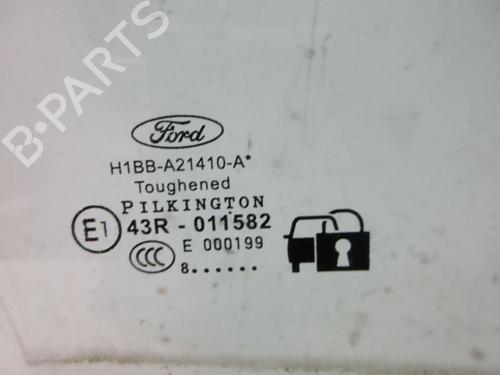 B-PARTS
Ford
H1BB-A21410-A*
Toughened
PILKINGTON
E1 43R - 011582
E 000199
CCC
8......